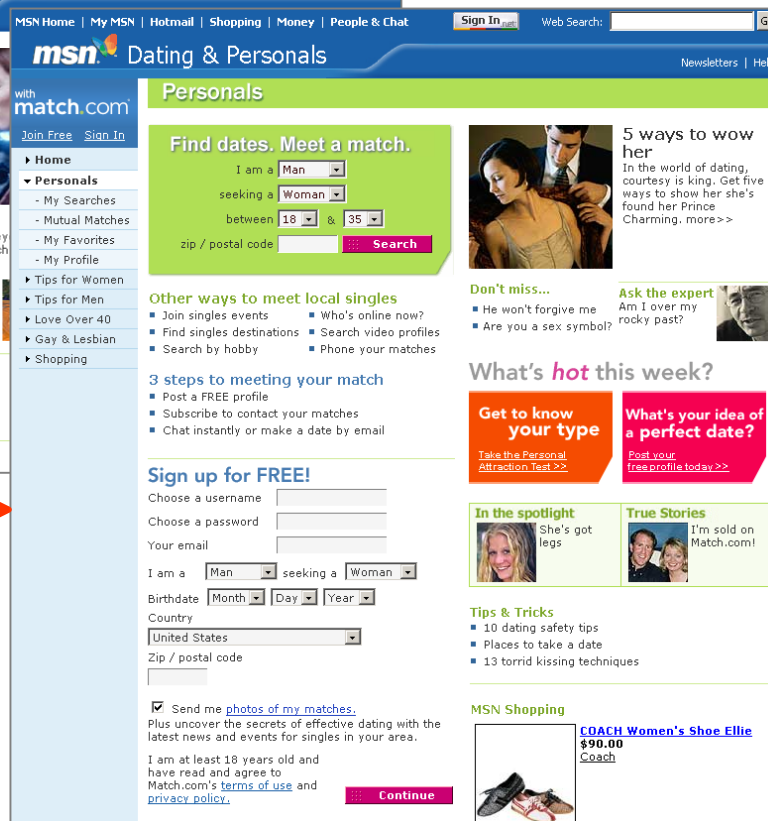 MSN Home | My MSN | Hotmail | Shopping | Money | People & Chat
Sign In .net
Web Search:
msn Dating & Personals
Newsletters |
with
match.com
Join Free Sign In
Home
Personals
- My Searches
- Mutual Matches
- My Favorites
- My Profile
Tips for Women
Tips for Men
Love Over 40
Gay & Lesbian
Shopping
Personals
Find dates. Meet a match.
I am a Man
seeking a Woman
between 18 & 35
zip / postal code Search
Other ways to meet local singles
Join singles events
Find singles destinations
Search by hobby
Who's online now?
Search video profiles
Phone your matches
3 steps to meeting your match
Post a FREE profile
Subscribe to contact your matches
Chat instantly or make a date by email
Sign up for FREE!
Choose a username
Choose a password
Your email
I am a Man seeking a Woman
Birthdate Month Day Year
Country
United States
Zip / postal code
Send me photos of my matches.
Plus uncover the secrets of effective dating with the
latest news and events for singles in your area.
I am at least 18 years old and
have read and agree to
Match.com's terms of use and
privacy policy.
Continue
5 ways to wow
her
In the world of dating,
courtesy is king. Get five
ways to show her she's
found her Prince
Charming. more>>
Don't miss...
He won't forgive me
Are you a sex symbol?
Ask the expert
Am I over my
rocky past?
What's hot this week?
Get to know
your type
Take the Personal
Attraction Test >>
What's your idea of
a perfect date?
Post your
free profile today >>
In the spotlight
She's got
legs
True Stories
I'm sold on
Match.com!
Tips & Tricks
10 dating safety tips
Places to take a date
13 torrid kissing techniques
MSN Shopping
COACH Women's Shoe Ellie
$90.00
Coach